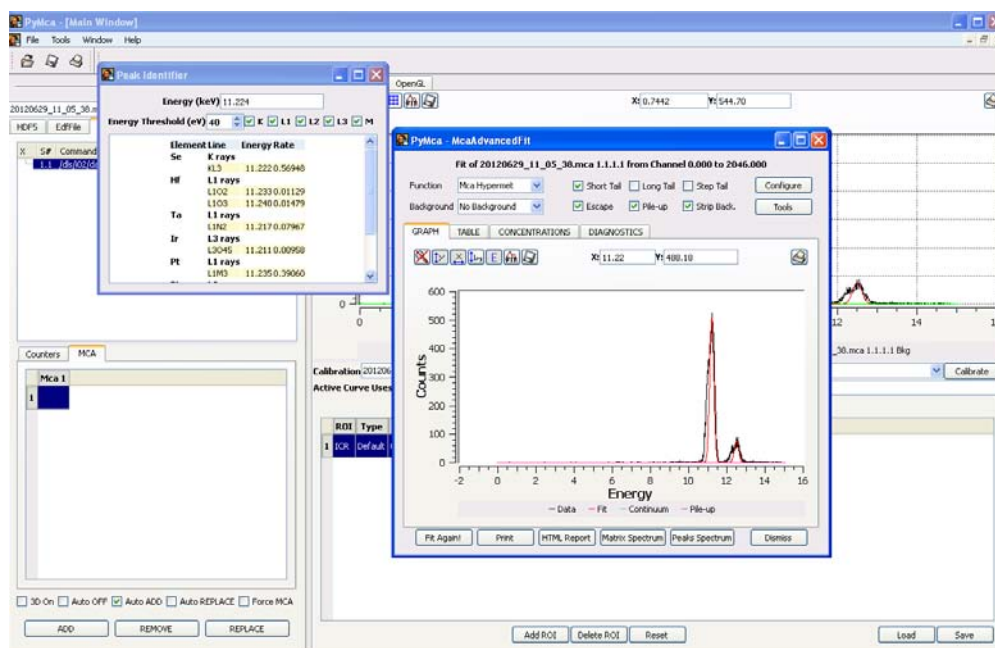 PyMca - [Main Window]
File Tools Window Help
Peak Identifier
Energy (keV) 11.224
Energy Threshold (eV) 40 K L1 L2 L3 M
Element Line Energy Rate
Se K rays
KL3 11.222 0.56948
Hf L1 rays
L1O2 11.233 0.01129
L1O3 11.240 0.01479
Ta L1 rays
L1N2 11.217 0.07967
Ir L3 rays
L3O45 11.211 0.00958
Pt L1 rays
L1M3 11.235 0.39060
20120629_11_05_38.m
HDF5 EdfFile
X S# Command
1.1
OpenGL
X: 0.7442 Y: 544.70
0
0 12 14
_38.mca 1.1.1.1 Bkg
PyMca - McaAdvancedFit
Fit of 20120629_11_05_38.mca 1.1.1.1 from Channel 0.000 to 2046.000
Function Mca Hypermet Short Tail Long Tail Step Tail Configure
Background No Background Escape Pile-up Strip Back. Tools
GRAPH TABLE CONCENTRATIONS DIAGNOSTICS
X: 11.22 Y: 488.18
600
500
400
300
200
100
0
Counts
-2 0 2 4 6 8 10 12 14 16
Energy
Data Fit Continuum Pile-up
Fit Again! Print HTML Report Matrix Spectrum Peaks Spectrum Dismiss
Counters MCA
Mca 1
1
3D On Auto OFF Auto ADD Auto REPLACE Force MCA
ADD REMOVE REPLACE
Calibration 201206 Calibrate
Active Curve Uses
ROI Type
1 ICR Default
Add ROI Delete ROI Reset Load Save